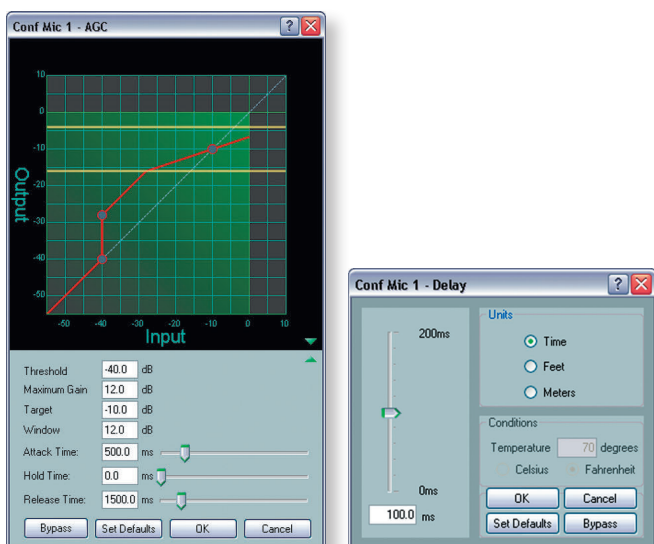 Conf Mic 1 - AGC
10
0
-10
-20
-30
-40
-50
Output
-50 -40 -30 -20 -10 0 10
Input
Threshold -40.0 dB
Maximum Gain 12.0 dB
Target -10.0 dB
Window 12.0 dB
Attack Time: 500.0 ms
Hold Time: 0.0 ms
Release Time: 1500.0 ms
Bypass Set Defaults OK Cancel
Conf Mic 1 - Delay
200ms
0ms
100.0 ms
Units
Time
Feet
Meters
Conditions
Temperature 70 degrees
Celsius Fahrenheit
OK Cancel
Set Defaults Bypass